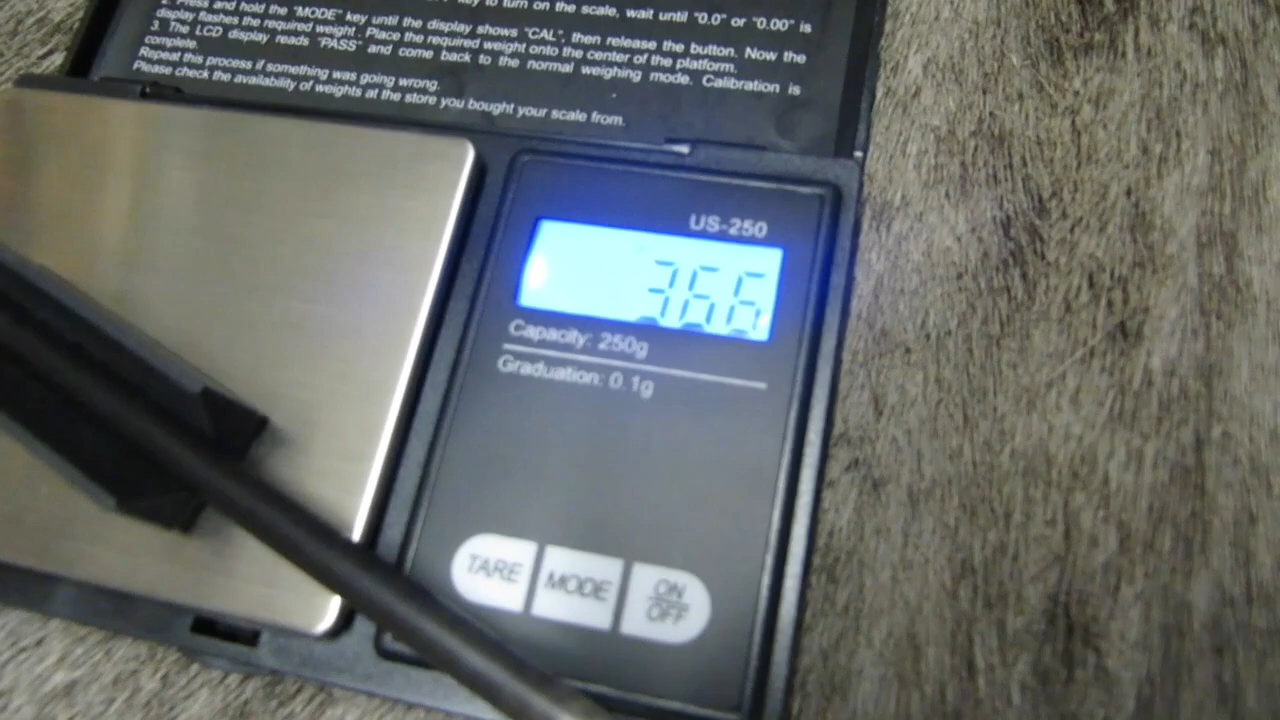 key to turn on the scale, wait until "0.0" or "0.00" is
2. Press and hold the "MODE" key until the display shows "CAL", then release the button. Now the
display flashes the required weight . Place the required weight onto the center of the platform.
3. The LCD display reads "PASS" and come back to the normal weighing mode. Calibration is
complete.
Repeat this process if something was going wrong.
Please check the availability of weights at the store you bought your scale from.
US-250
Capacity: 250g
Graduation: 0.1g
TARE
MODE
ON
OFF